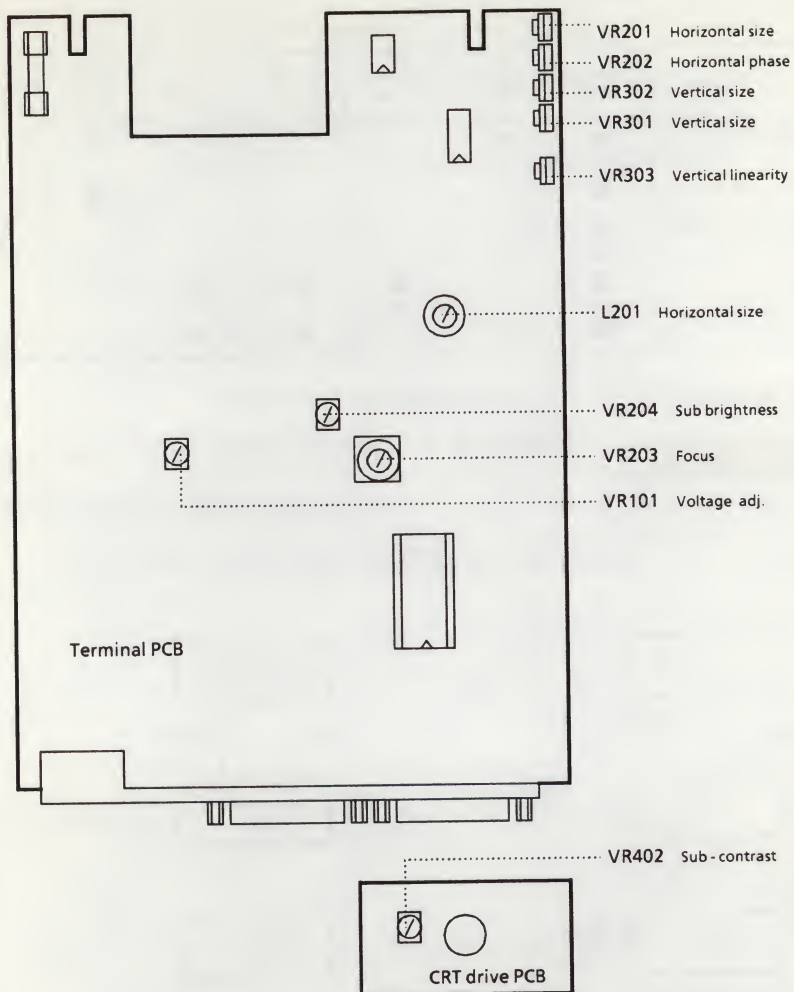 VR201 Horizontal size
VR202 Horizontal phase
VR302 Vertical size
VR301 Vertical size
VR303 Vertical linearity
L201 Horizontal size
VR204 Sub brightness
VR203 Focus
VR101 Voltage adj.
Terminal PCB
VR402 Sub - contrast
CRT drive PCB